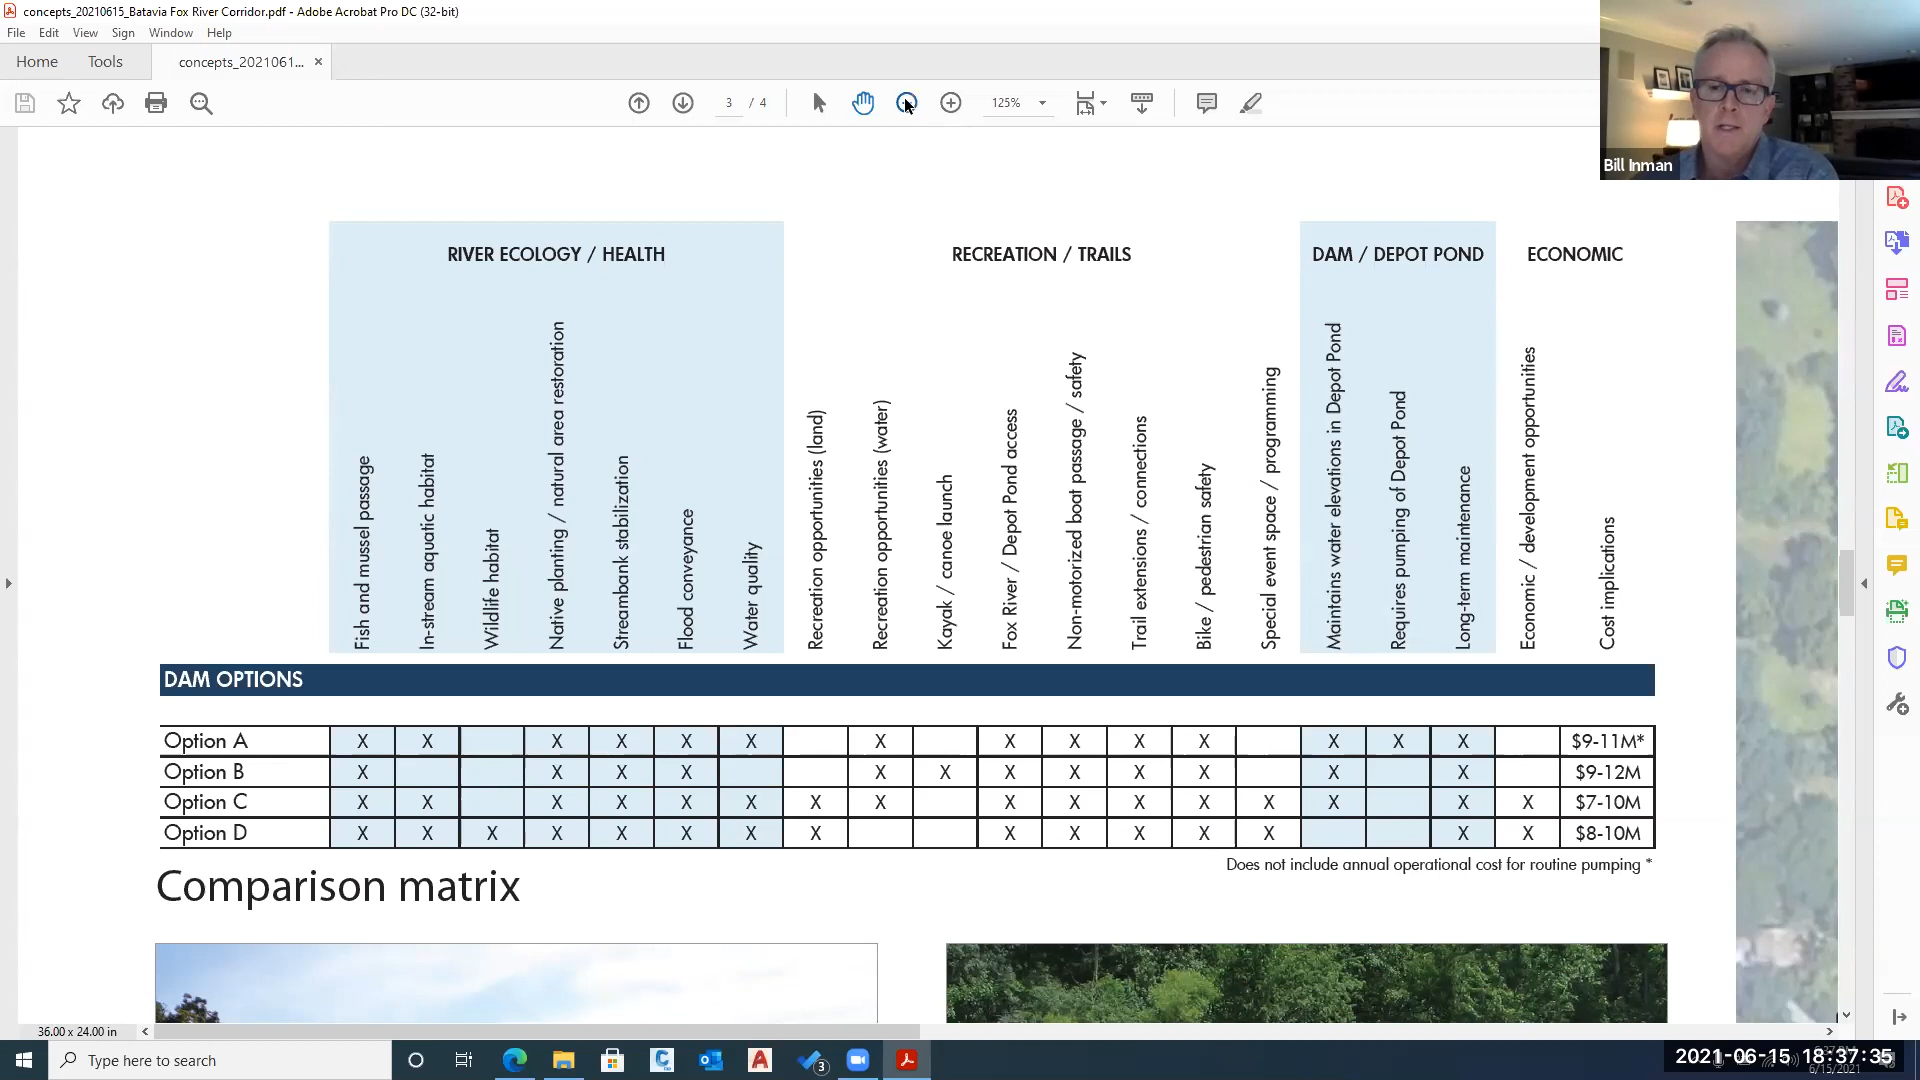 concepts_20210615_Batavia Fox River Corridor.pdf - Adobe Acrobat Pro DC (32-bit)
File Edit View Sign Window Help
Home Tools concepts_2021061... ×
3 / 4 125%
Bill Inman
RIVER ECOLOGY / HEALTH RECREATION / TRAILS DAM / DEPOT POND ECONOMIC
Fish and mussel passage
In-stream aquatic habitat
Wildlife habitat
Native planting / natural area restoration
Streambank stabilization
Flood conveyance
Water quality
Recreation opportunities (land)
Recreation opportunities (water)
Kayak / canoe launch
Fox River / Depot Pond access
Non-motorized boat passage / safety
Trail extensions / connections
Bike / pedestrian safety
Special event space / programming
Maintains water elevations in Depot Pond
Requires pumping of Depot Pond
Long-term maintenance
Economic / development opportunities
Cost implications
DAM OPTIONS
Option A X X X X X X X X X X X X X X $9-11M*
Option B X X X X X X X X X X X X $9-12M
Option C X X X X X X X X X X X X X X X X $7-10M
Option D X X X X X X X X X X X X X X X $8-10M
Does not include annual operational cost for routine pumping *
Comparison matrix
36.00 x 24.00 in
Type here to search
3
2021-06-15 18:37:35
6/15/2021